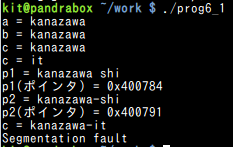 kit@pandrabox ~/work $ ./prog6_1
a = kanazawa
b = kanazawa
c = kanazawa
c = it
p1 = kanazawa shi
p1(ポインタ) = 0x400784
p2 = kanazawa-shi
p2(ポインタ) = 0x400791
c = kanazawa-it
Segmentation fault